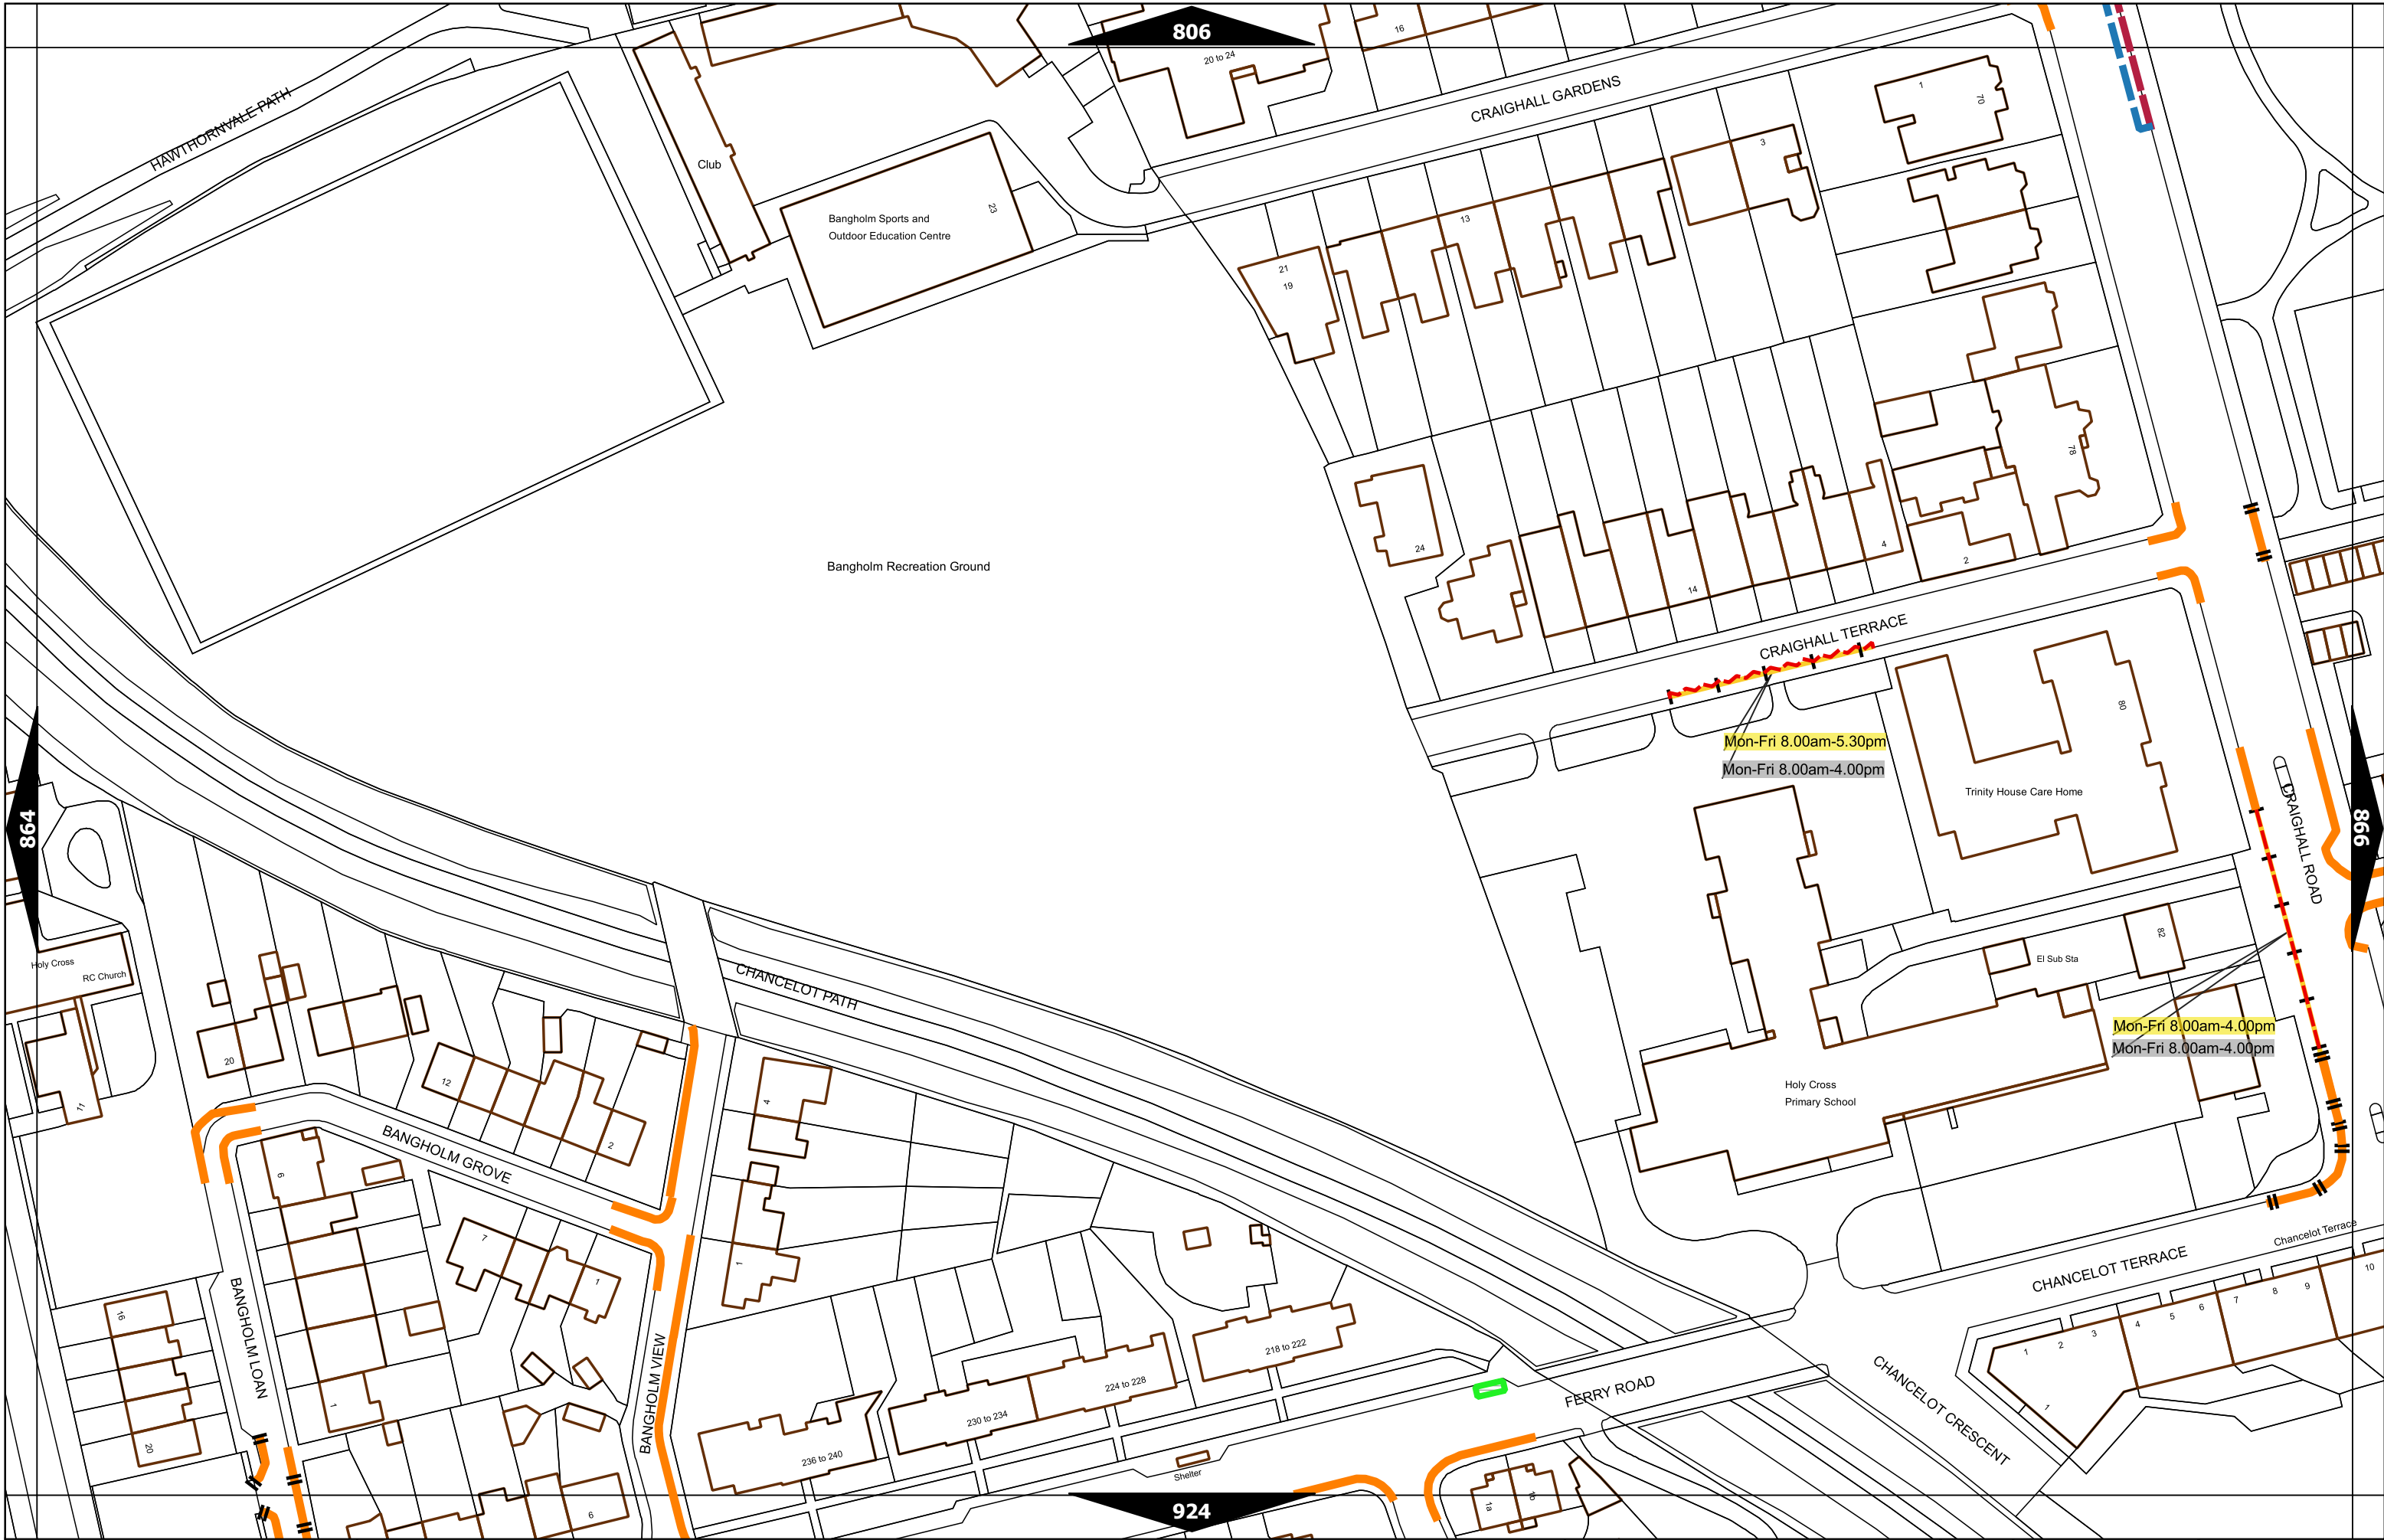 806
16
20 to 24
CRAIGHALL GARDENS
1
70
HAWTHORNVALE PATH
Club
3
23
Bangholm Sports and
Outdoor Education Centre
13
21
19
78
24
4
2
14
Bangholm Recreation Ground
CRAIGHALL TERRACE
80
Mon-Fri 8.00am-5.30pm
Mon-Fri 8.00am-4.00pm
Trinity House Care Home
CRAIGHALL ROAD
864
866
82
El Sub Sta
Holy Cross
RC Church
CHANCELOT PATH
Mon-Fri 8.00am-4.00pm
Mon-Fri 8.00am-4.00pm
20
12
11
4
2
Holy Cross
Primary School
BANGHOLM GROVE
6
7
1
1
Chancelot Terrace
CHANCELOT TERRACE
10
9
8
7
6
5
4
3
2
1
1
16
BANGHOLM LOAN
BANGHOLM VIEW
218 to 222
224 to 228
230 to 234
236 to 240
FERRY ROAD
CHANCELOT CRESCENT
1
20
Shelter
6
1a
1b
924